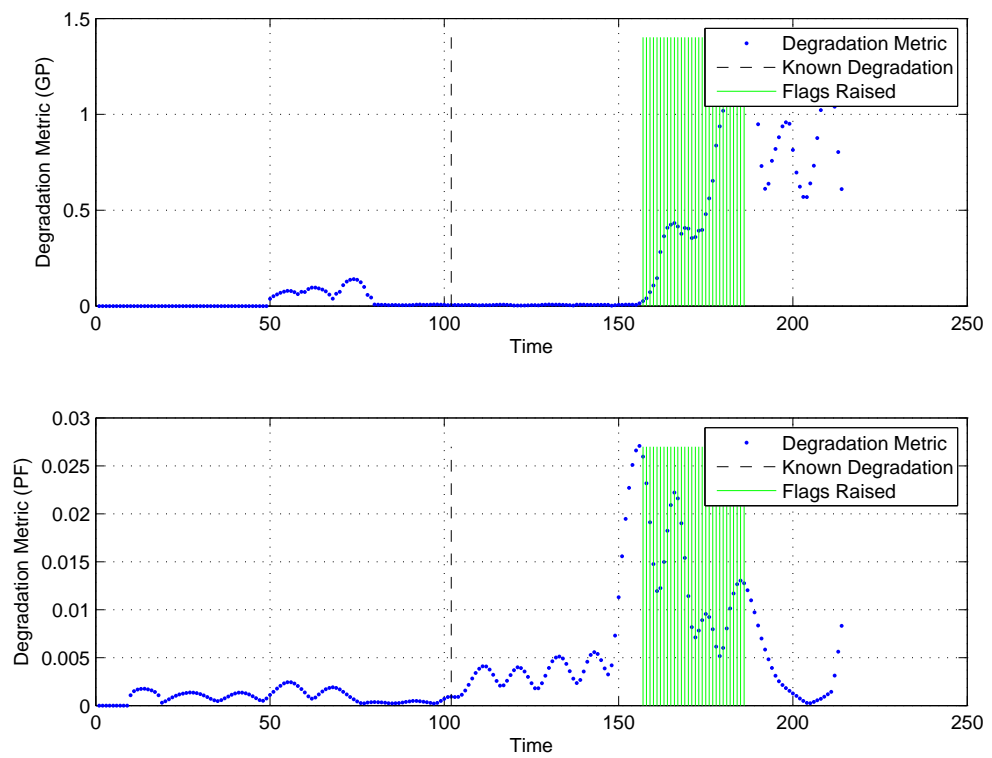 1.5
1
0.5
0
Degradation Metric (GP)
Degradation Metric
Known Degradation
Flags Raised
0
50
100
150
200
250
Time
0.03
0.025
0.02
0.015
0.01
0.005
0
Degradation Metric (PF)
Degradation Metric
Known Degradation
Flags Raised
0
50
100
150
200
250
Time